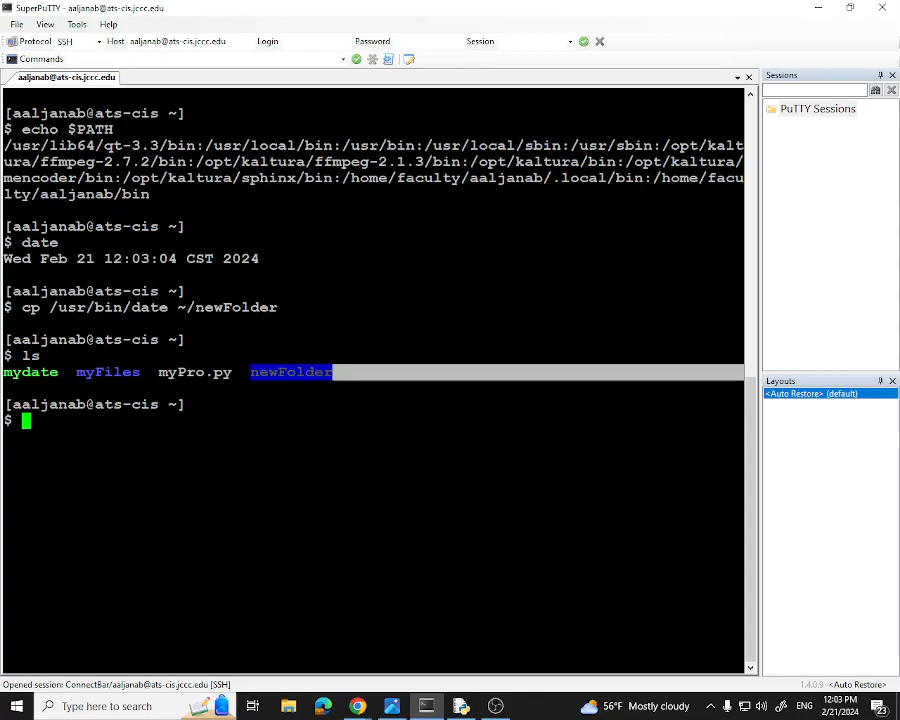 SuperPuTTY - aaljanab@ats-cis.jccc.edu
File View Tools Help
Protocol SSH Host aaljanab@ats-cis.jccc.edu Login Password Session
Commands
aaljanab@ats-cis.jccc.edu
Sessions
PuTTY Sessions
[aaljanab@ats-cis ~]
$ echo $PATH
/usr/lib64/qt-3.3/bin:/usr/local/bin:/usr/bin:/usr/local/sbin:/usr/sbin:/opt/kalt
ura/ffmpeg-2.7.2/bin:/opt/kaltura/ffmpeg-2.1.3/bin:/opt/kaltura/bin:/opt/kaltura/
mencoder/bin:/opt/kaltura/sphinx/bin:/home/faculty/aaljanab/.local/bin:/home/facu
lty/aaljanab/bin
[aaljanab@ats-cis ~]
$ date
Wed Feb 21 12:03:04 CST 2024
[aaljanab@ats-cis ~]
$ cp /usr/bin/date ~/newFolder
[aaljanab@ats-cis ~]
$ ls
mydate myFiles myPro.py newFolder
[aaljanab@ats-cis ~]
$
Layouts
<Auto Restore> (default)
Opened session: ConnectBar/aaljanab@ats-cis.jccc.edu [SSH]
1.4.0.9 <Auto Restore>
Type here to search
56°F Mostly cloudy
ENG
12:03 PM
2/21/2024
23